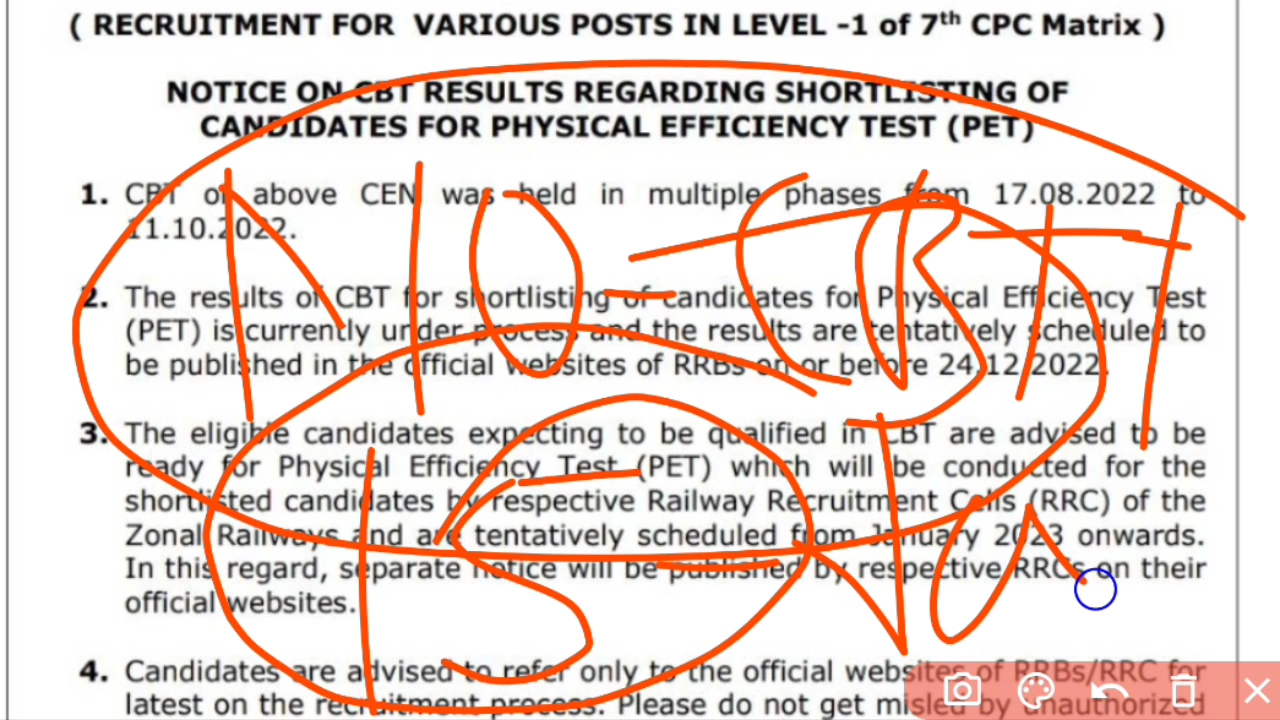 ( RECRUITMENT FOR VARIOUS POSTS IN LEVEL -1 of 7th CPC Matrix )
NOTICE ON CBT RESULTS REGARDING SHORTLISTING OF
CANDIDATES FOR PHYSICAL EFFICIENCY TEST (PET)
1. CBT of above CEN was held in multiple phases from 17.08.2022 to
11.10.2022.
2. The results of CBT for shortlisting of candidates for Physical Efficiency Test
(PET) is currently under process and the results are tentatively scheduled to
be published in the official websites of RRBs on or before 24.12.2022.
3. The eligible candidates expecting to be qualified in CBT are advised to be
ready for Physical Efficiency Test (PET) which will be conducted for the
shortlisted candidates by respective Railway Recruitment Cells (RRC) of the
Zonal Railways and are tentatively scheduled from January 2023 onwards.
In this regard, separate notice will be published by respective RRCs on their
official websites.
4. Candidates are advised to refer only to the official websites of RRBs/RRC for
latest on the recruitment process. Please do not get misled by unauthorized